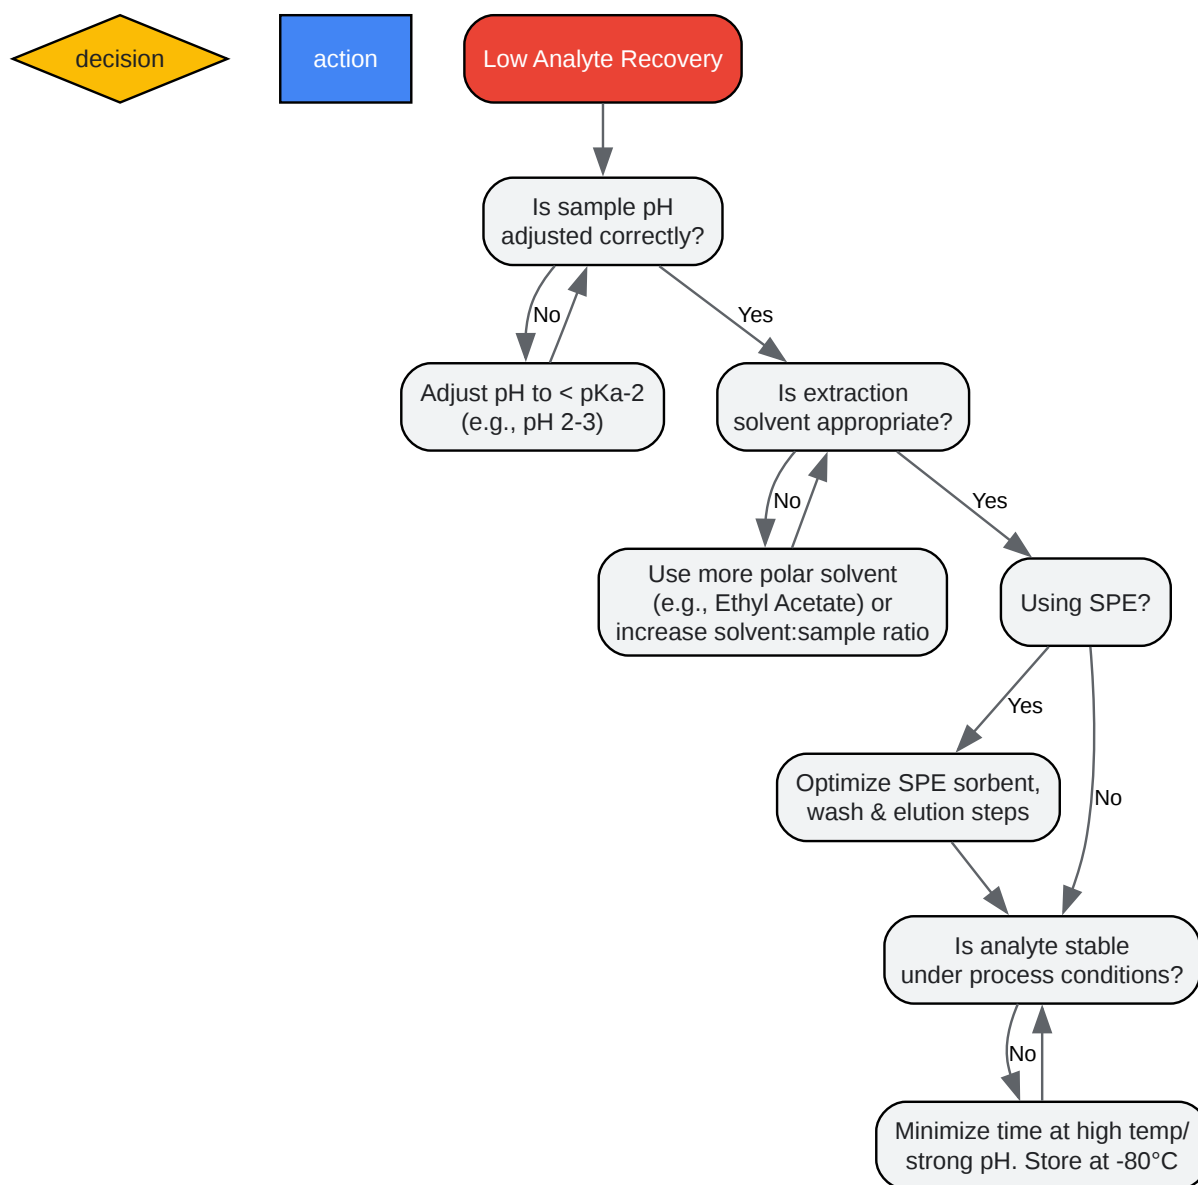 decision
action
Low Analyte Recovery
Is sample pH
adjusted correctly?
No
Yes
Adjust pH to < pKa-2
(e.g., pH 2-3)
Is extraction
solvent appropriate?
No
Yes
Use more polar solvent
(e.g., Ethyl Acetate) or
increase solvent:sample ratio
Using SPE?
Yes
No
Optimize SPE sorbent,
wash & elution steps
Is analyte stable
under process conditions?
No
Minimize time at high temp/
strong pH. Store at -80°C